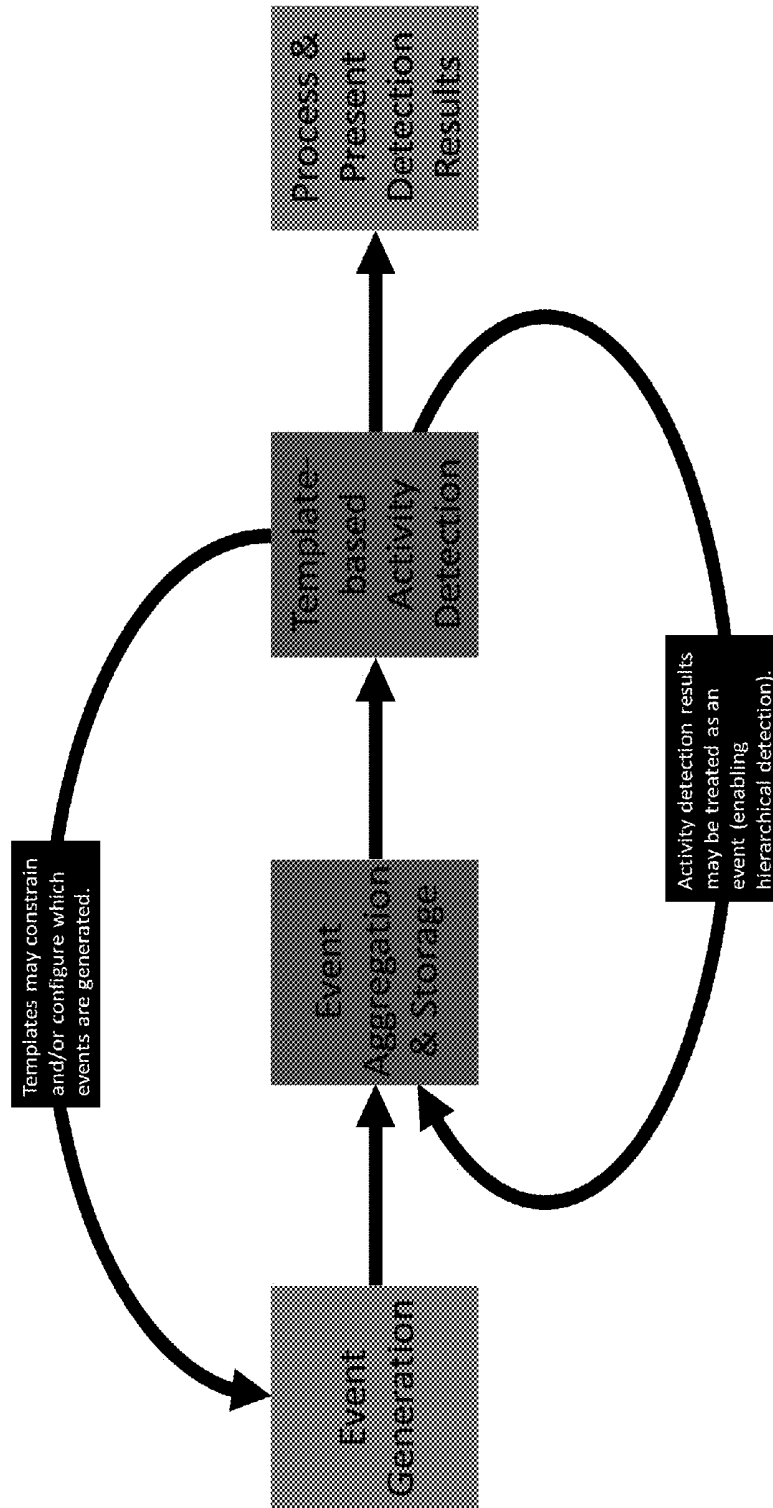 Templates may constrain
and/or configure which
events are generated.
Event
Generation
Event
Aggregation
& Storage
Template-
based
Activity
Detection
Process &
Present
Detection
Results
Activity detection results
may be treated as an
event (enabling
hierarchical detection).